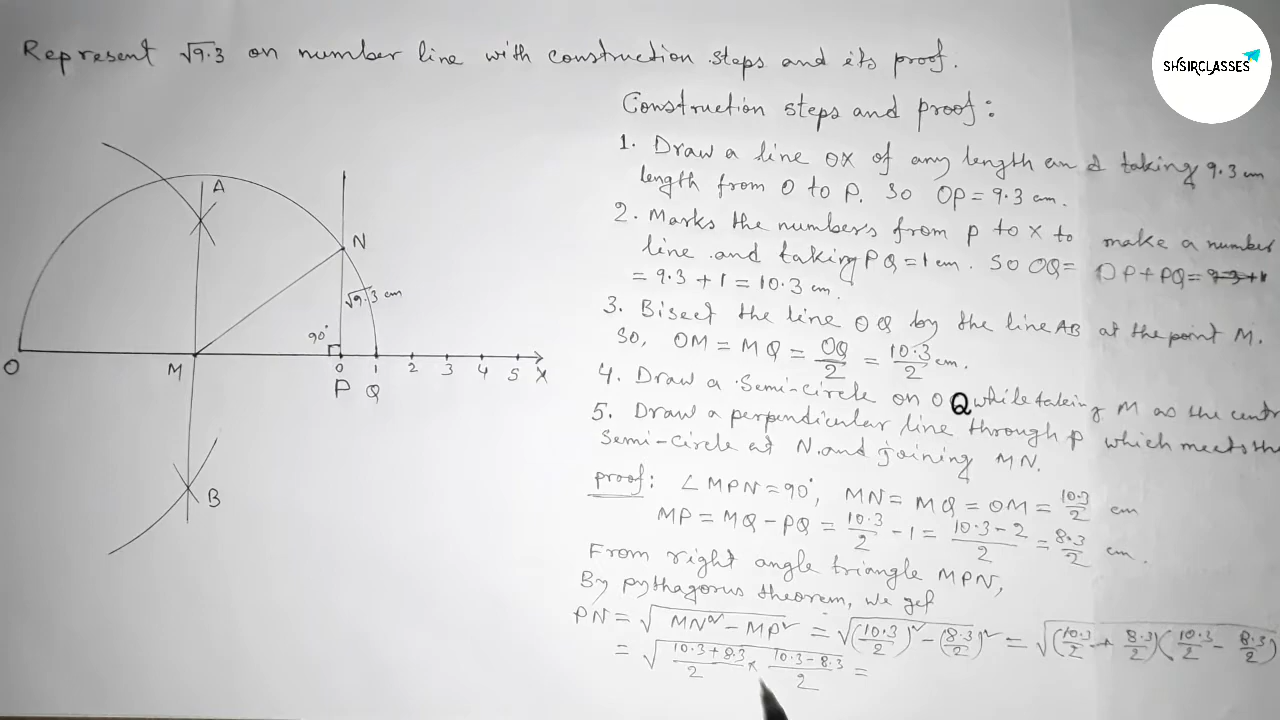 Represent √9.3 on number line with construction steps and its proof.
SHSIRCLASSES
Construction steps and proof:
1. Draw a line OX of any length and taking 9.3 cm
length from O to P. So OP = 9.3 cm.
2. Marks the numbers from P to X to make a number
line and taking PQ = 1 cm. So OQ = OP + PQ = 9.3+1
= 9.3 + 1 = 10.3 cm.
3. Bisect the line OQ by the line AB at the point M.
So, OM = MQ = OQ/2 = 10.3/2 cm.
4. Draw a Semi-circle on OQ while taking M as the centr
5. Draw a perpendicular line through P which meets the
Semi-Circle at N. and joining MN.
proof: ∠MPN = 90°, MN = MQ = OM = 10.3/2 cm
MP = MQ - PQ = 10.3/2 - 1 = 10.3-2/2 = 8.3/2 cm.
From right angle triangle MPN,
By pythagorus theorem, we get
PN = √MN² - MP² = √(10.3/2)² - (8.3/2)² = √(10.3/2 + 8.3/2)(10.3/2 - 8.3/2)
= √10.3+8.3/2 × 10.3-8.3/2 =
A
N
√9.3 cm
90°
O
M
0 1 2 3 4 5 X
P Q
B